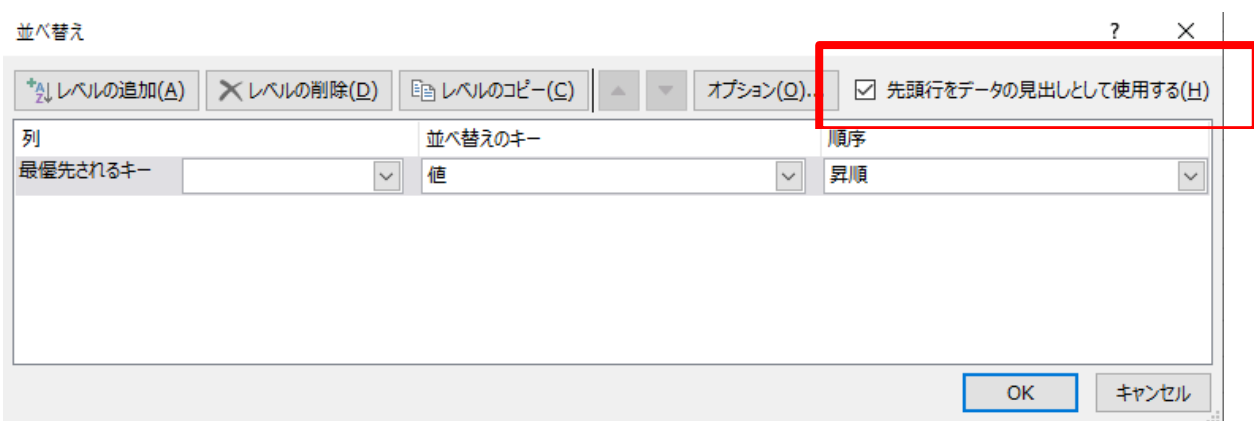 並べ替え ?
レベルの追加(A) レベルの削除(D) レベルのコピー(C) オプション(O)... 先頭行をデータの見出しとして使用する(H)
列 並べ替えのキー 順序
最優先されるキー 値 昇順
OK キャンセル